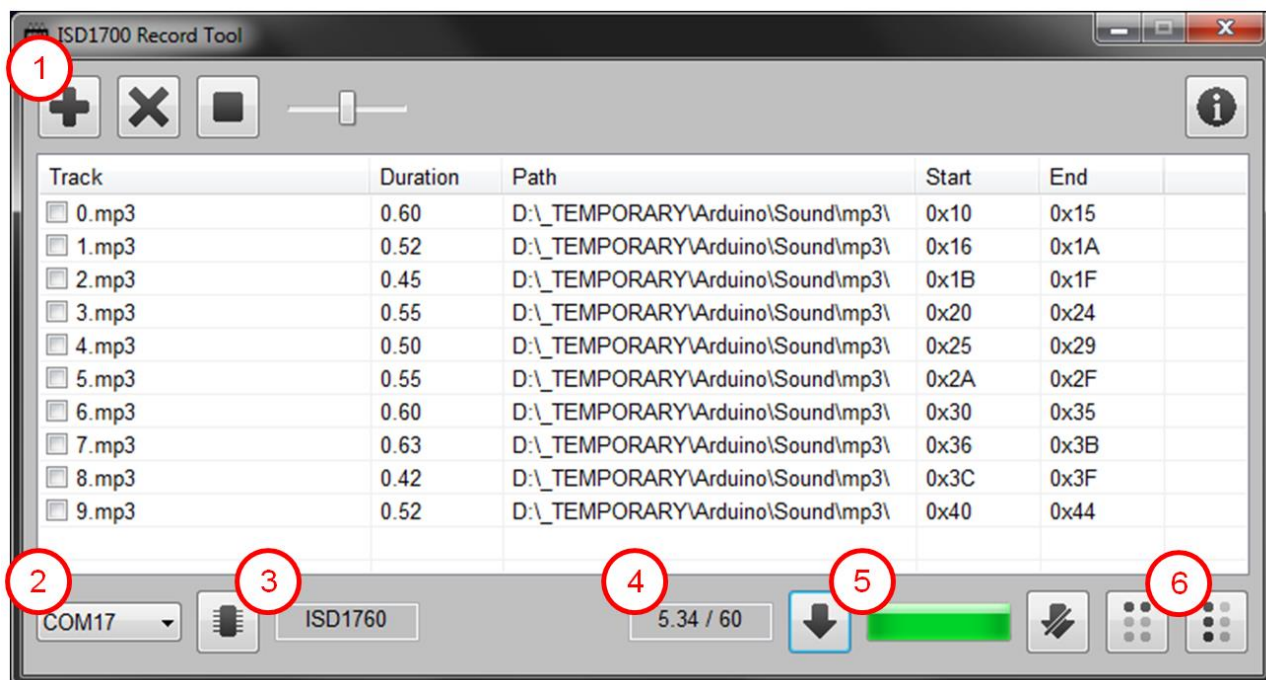 ISD1700 Record Tool
1
Track Duration Path Start End
0.mp3 0.60 D:\_TEMPORARY\Arduino\Sound\mp3\ 0x10 0x15
1.mp3 0.52 D:\_TEMPORARY\Arduino\Sound\mp3\ 0x16 0x1A
2.mp3 0.45 D:\_TEMPORARY\Arduino\Sound\mp3\ 0x1B 0x1F
3.mp3 0.55 D:\_TEMPORARY\Arduino\Sound\mp3\ 0x20 0x24
4.mp3 0.50 D:\_TEMPORARY\Arduino\Sound\mp3\ 0x25 0x29
5.mp3 0.55 D:\_TEMPORARY\Arduino\Sound\mp3\ 0x2A 0x2F
6.mp3 0.60 D:\_TEMPORARY\Arduino\Sound\mp3\ 0x30 0x35
7.mp3 0.63 D:\_TEMPORARY\Arduino\Sound\mp3\ 0x36 0x3B
8.mp3 0.42 D:\_TEMPORARY\Arduino\Sound\mp3\ 0x3C 0x3F
9.mp3 0.52 D:\_TEMPORARY\Arduino\Sound\mp3\ 0x40 0x44
2 3 4 5 6
COM17 ISD1760 5.34 / 60